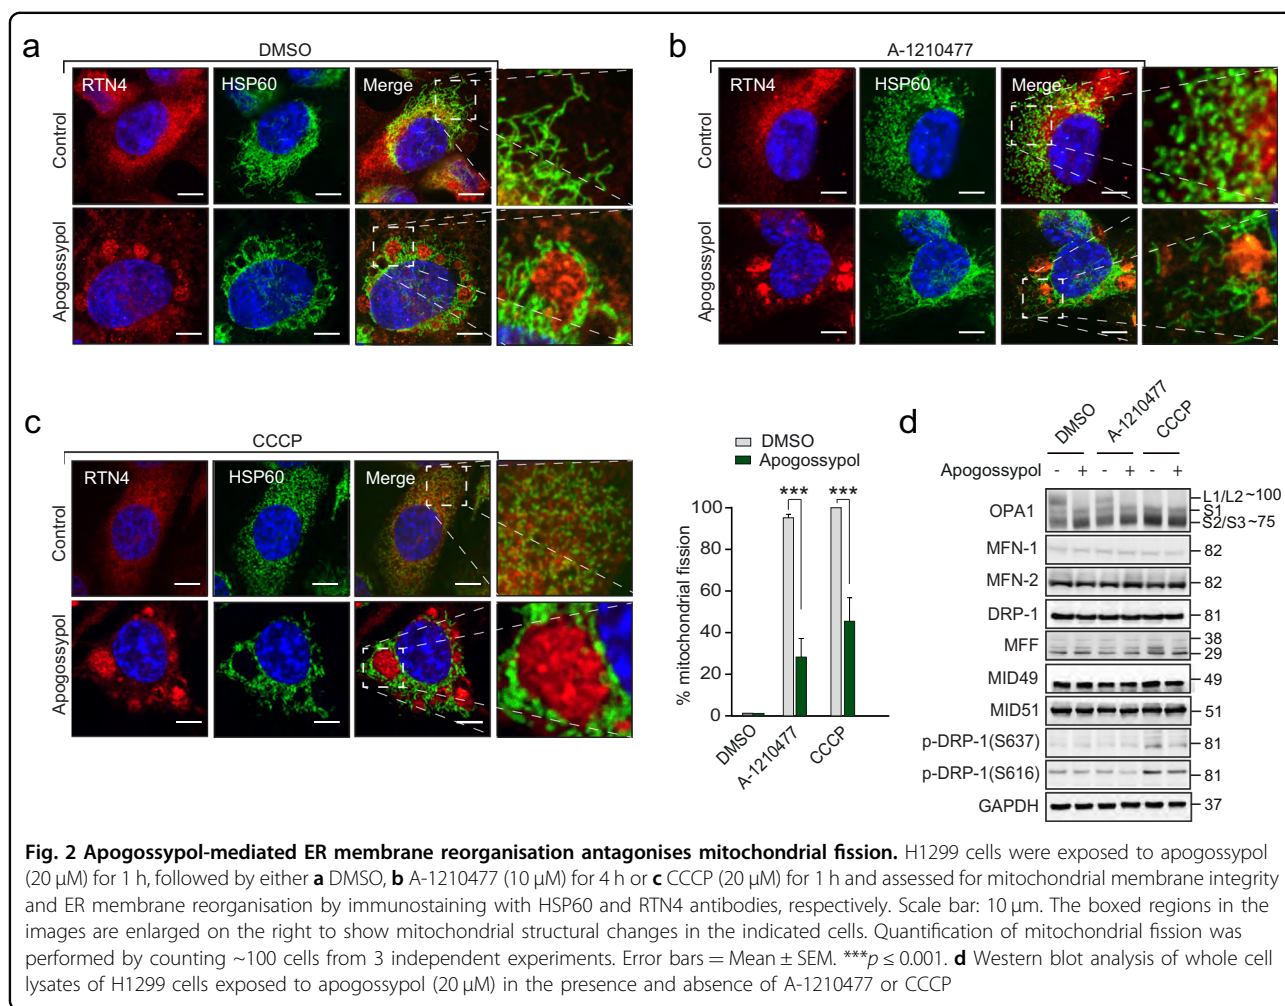 a
DMSO
RTN4 HSP60 Merge
Control
Apogossypol
b
A-1210477
RTN4 HSP60 Merge
Control
Apogossypol
c
CCCP
RTN4 HSP60 Merge
Control
Apogossypol
DMSO
Apogossypol
*** ***
% mitochondrial fission
100
80
60
40
20
0
DMSO
A-1210477
CCCP
d
DMSO A-1210477 CCCP
Apogossypol - + - + - +
OPA1 L1/L2 ~100
S1
S2/S3 ~75
MFN-1 82
MFN-2 82
DRP-1 81
MFF 38
29
MID49 49
MID51 51
p-DRP-1(S637) 81
p-DRP-1(S616) 81
GAPDH 37
Fig. 2 Apogossypol-mediated ER membrane reorganisation antagonises mitochondrial fission. H1299 cells were exposed to apogossypol
(20 μM) for 1 h, followed by either a DMSO, b A-1210477 (10 μM) for 4 h or c CCCP (20 μM) for 1 h and assessed for mitochondrial membrane integrity
and ER membrane reorganisation by immunostaining with HSP60 and RTN4 antibodies, respectively. Scale bar: 10 μm. The boxed regions in the
images are enlarged on the right to show mitochondrial structural changes in the indicated cells. Quantification of mitochondrial fission was
performed by counting ~100 cells from 3 independent experiments. Error bars = Mean ± SEM. ***p ≤ 0.001. d Western blot analysis of whole cell
lysates of H1299 cells exposed to apogossypol (20 μM) in the presence and absence of A-1210477 or CCCP